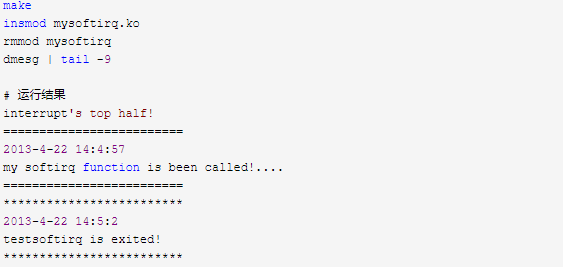 make
insmod mysoftirq.ko
rmmod mysoftirq
dmesg | tail -9
# 运行结果
interrupt's top half!
=========================
2013-4-22 14:4:57
my softirq function is been called!....
=========================
*************************
2013-4-22 14:5:2
testsoftirq is exited!
*************************